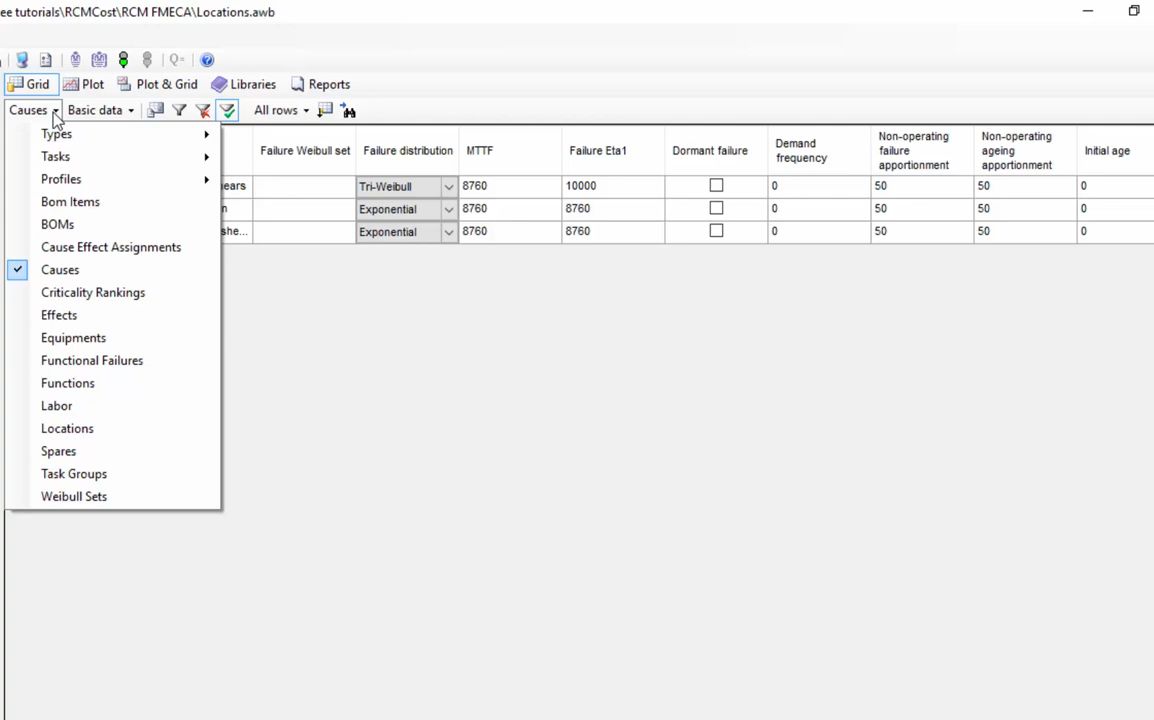 ee tutorials\RCMCost\RCM FMECA\Locations.awb
Q=
Grid Plot Plot & Grid Libraries Reports
Causes Basic data All rows
Failure Weibull set Failure distribution MTTF Failure Eta1 Dormant failure Demand frequency Non-operating failure apportionment Non-operating ageing apportionment Initial age
ears Tri-Weibull 8760 10000 0 50 50 0
n Exponential 8760 8760 0 50 50 0
she... Exponential 8760 8760 0 50 50 0
Types
Tasks
Profiles
Bom Items
BOMs
Cause Effect Assignments
Causes
Criticality Rankings
Effects
Equipments
Functional Failures
Functions
Labor
Locations
Spares
Task Groups
Weibull Sets